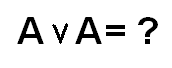 A ∨ A = ?